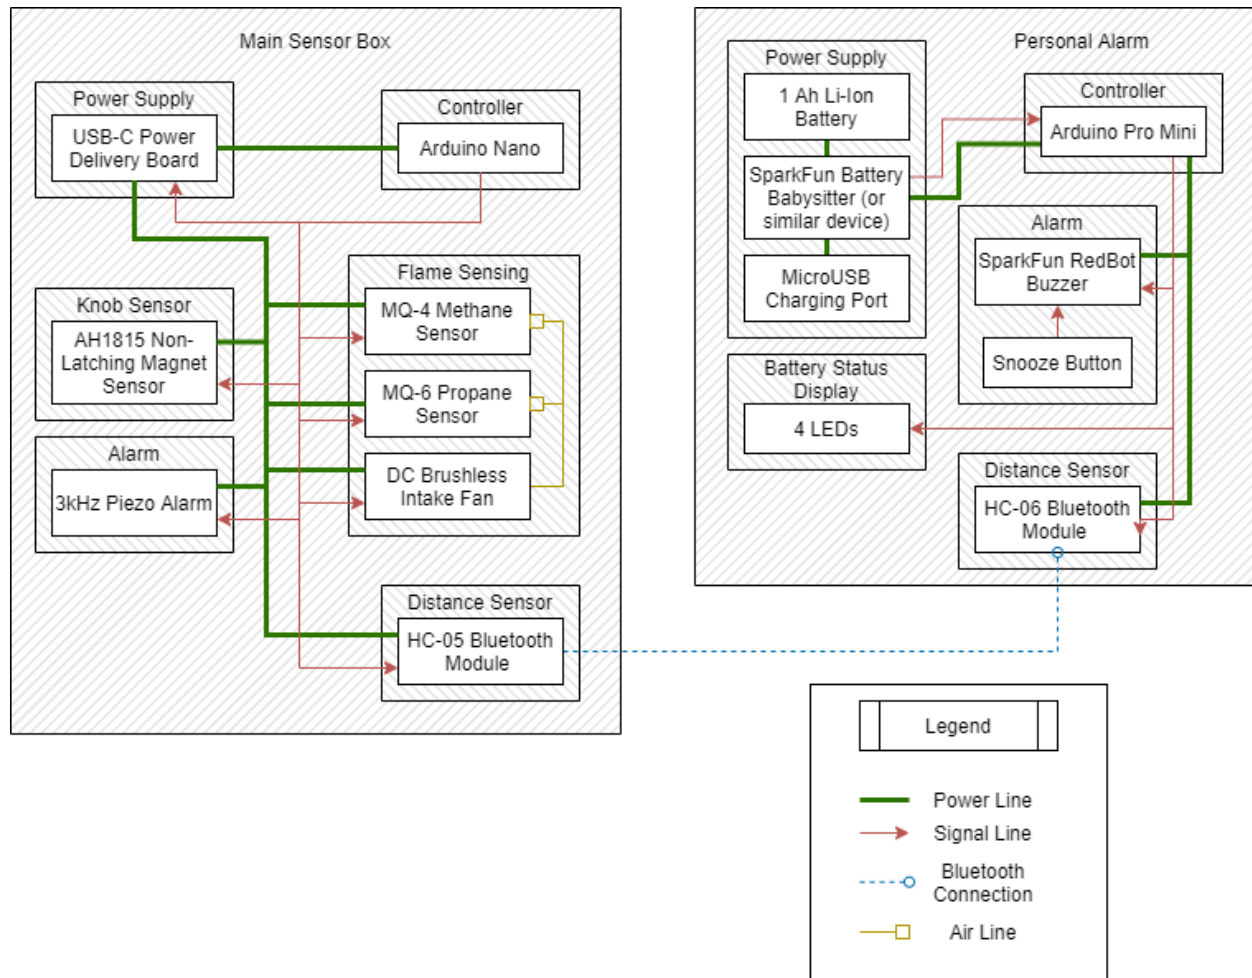 Main Sensor Box
Power Supply
USB-C Power
Delivery Board
Controller
Arduino Nano
Knob Sensor
AH1815 Non-
Latching Magnet
Sensor
Flame Sensing
MQ-4 Methane
Sensor
MQ-6 Propane
Sensor
DC Brushless
Intake Fan
Alarm
3kHz Piezo Alarm
Distance Sensor
HC-05 Bluetooth
Module
Personal Alarm
Power Supply
1 Ah Li-Ion
Battery
SparkFun Battery
Babysitter (or
similar device)
MicroUSB
Charging Port
Controller
Arduino Pro Mini
Alarm
SparkFun RedBot
Buzzer
Snooze Button
Battery Status
Display
4 LEDs
Distance Sensor
HC-06 Bluetooth
Module
Legend
Power Line
Signal Line
Bluetooth
Connection
Air Line